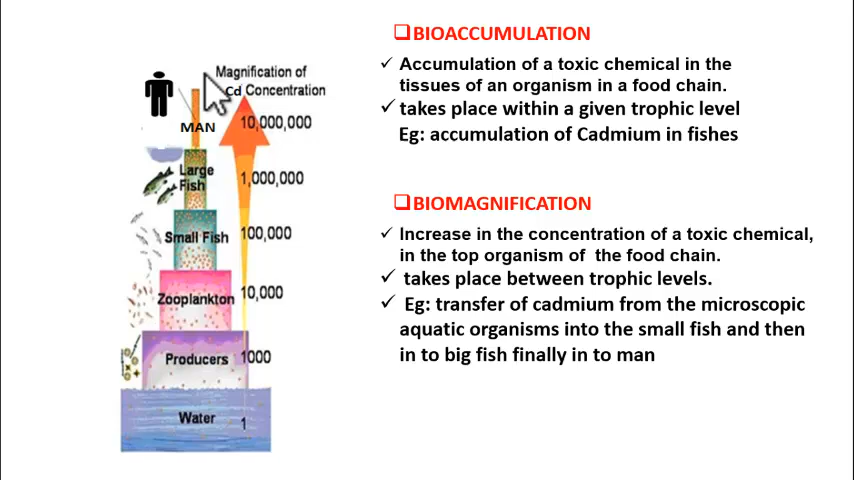 Magnification of
Cd Concentration
MAN
10,000,000
Large
Fish
1,000,000
Small Fish
100,000
Zooplankton
10,000
Producers
1000
Water
1
❑BIOACCUMULATION
✓ Accumulation of a toxic chemical in the
tissues of an organism in a food chain.
✓ takes place within a given trophic level
Eg: accumulation of Cadmium in fishes
❑BIOMAGNIFICATION
✓ Increase in the concentration of a toxic chemical,
in the top organism of the food chain.
✓ takes place between trophic levels.
✓ Eg: transfer of cadmium from the microscopic
aquatic organisms into the small fish and then
in to big fish finally in to man